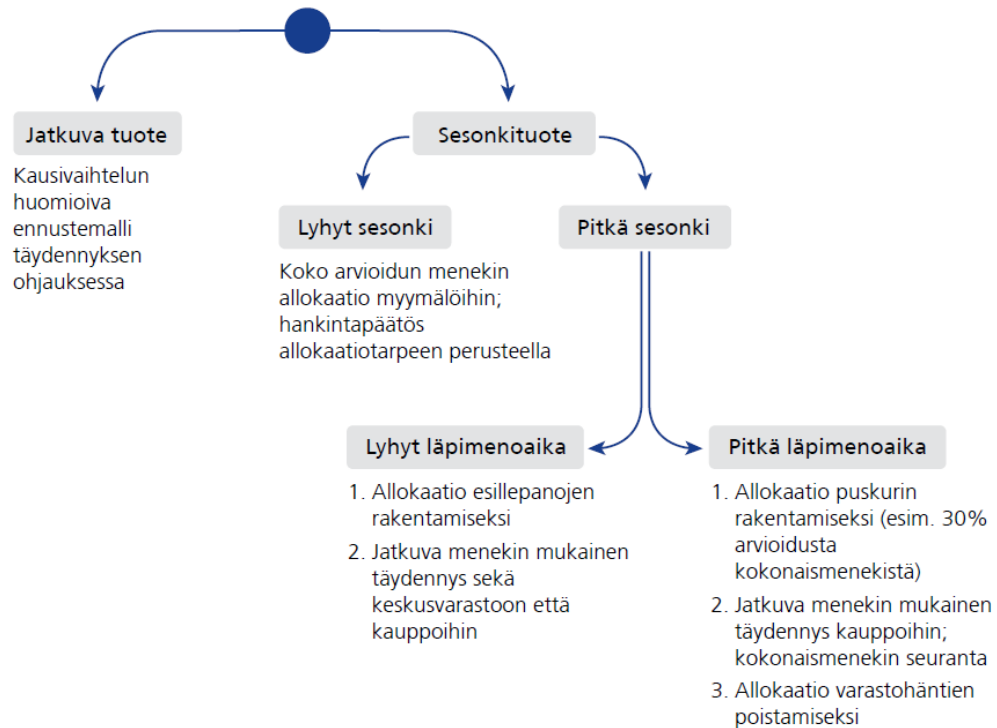 Jatkuva tuote
Kausivaihtelun
huomioiva
ennustemalli
täydennyksen
ohjauksessa
Sesonkituote
Lyhyt sesonki
Koko arvioidun menekin
allokaatio myymälöihin;
hankintapäätös
allokaatiotarpeen perusteella
Pitkä sesonki
Lyhyt läpimenoaika
1. Allokaatio esillepanojen
rakentamiseksi
2. Jatkuva menekin mukainen
täydennys sekä
keskusvarastoon että
kauppoihin
Pitkä läpimenoaika
1. Allokaatio puskurin
rakentamiseksi (esim. 30%
arvioidusta
kokonaismenekistä)
2. Jatkuva menekin mukainen
täydennys kauppoihin;
kokonaismenekin seuranta
3. Allokaatio varastohäntien
poistamiseksi